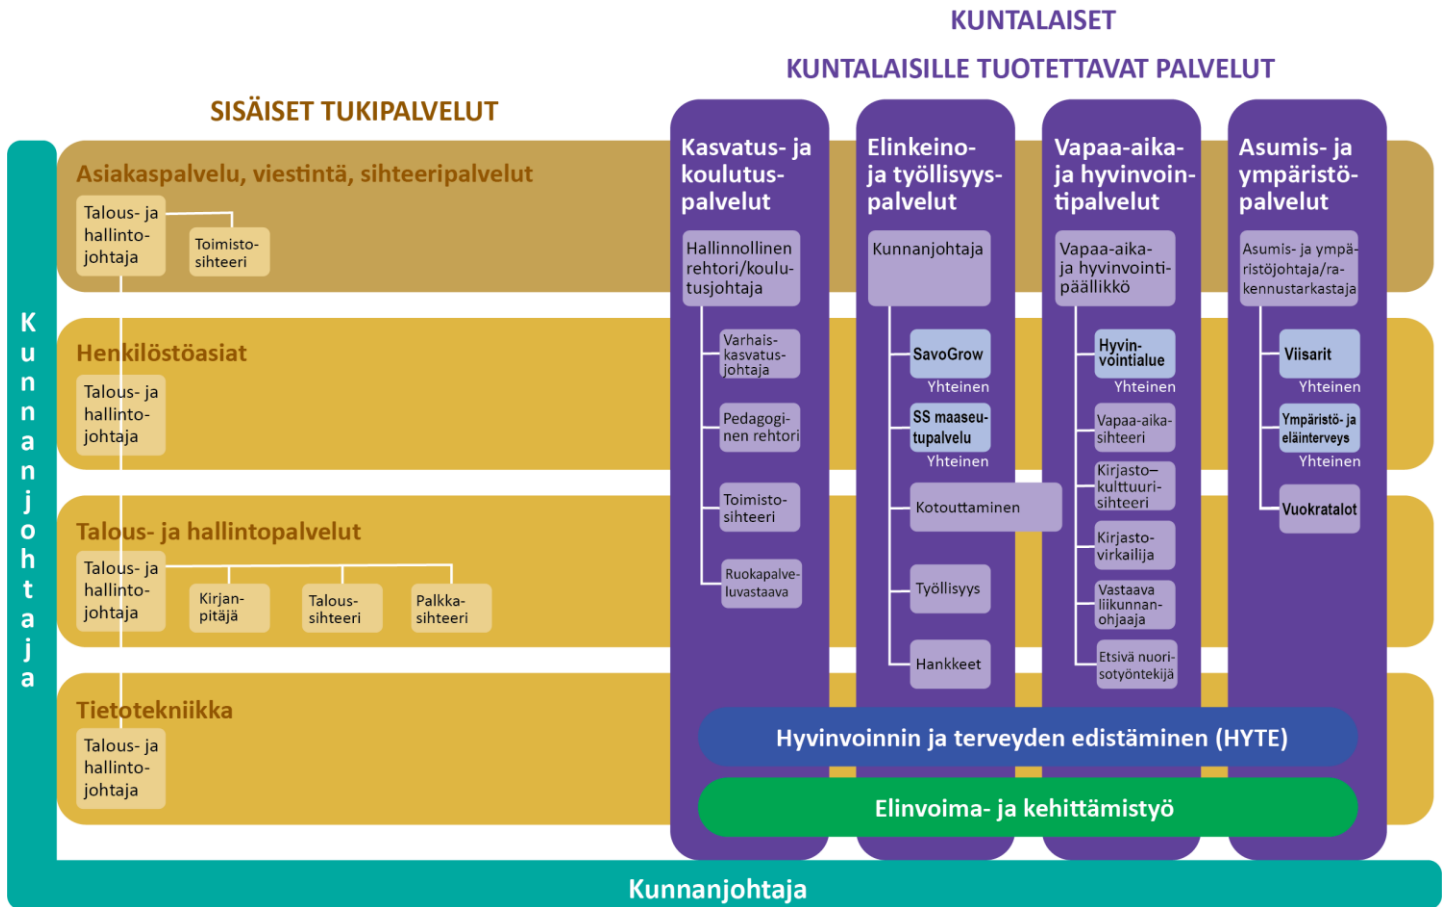 KUNTALAISET
KUNTALAISILLE TUOTETTAVAT PALVELUT
SISÄISET TUKIPALVELUT
Kunnanjohtaja
Asiakaspalvelu, viestintä, sihteeripalvelut
Talous- ja
hallinto-
johtaja
Toimisto-
sihteeri
Henkilöstöasiat
Talous- ja
hallinto-
johtaja
Talous- ja hallintopalvelut
Talous- ja
hallinto-
johtaja
Kirjan-
pitäjä
Talous-
sihteeri
Palkka-
sihteeri
Tietotekniikka
Talous- ja
hallinto-
johtaja
Kasvatus- ja
koulutus-
palvelut
Hallinnollinen
rehtori/koulu-
tusjohtaja
Varhais-
kasvatus-
johtaja
Pedagogi-
nen rehtori
Toimisto-
sihteeri
Ruokapalve-
luvastaava
Elinkeino-
ja työllisyys-
palvelut
Kunnanjohtaja
SavoGrow
Yhteinen
SS maaseu-
tupalvelu
Yhteinen
Kotouttaminen
Työllisyys
Hankkeet
Vapaa-aika-
ja hyvinvoin-
tipalvelut
Vapaa-aika-
ja hyvinvointi-
päällikkö
Hyvin-
vointialue
Yhteinen
Vapaa-aika-
sihteeri
Kirjasto–
kulttuuri-
sihteeri
Kirjasto-
virkailija
Vastaava
liikunnan-
ohjaaja
Etsivä nuori-
sotyöntekijä
Asumis- ja
ympäristö-
palvelut
Asumis- ja ympä-
ristöjohtaja/ra-
kennustarkastaja
Viisarit
Yhteinen
Ympäristö- ja
eläinterveys
Yhteinen
Vuokratalot
Hyvinvoinnin ja terveyden edistäminen (HYTE)
Elinvoima- ja kehittämistyö
Kunnanjohtaja